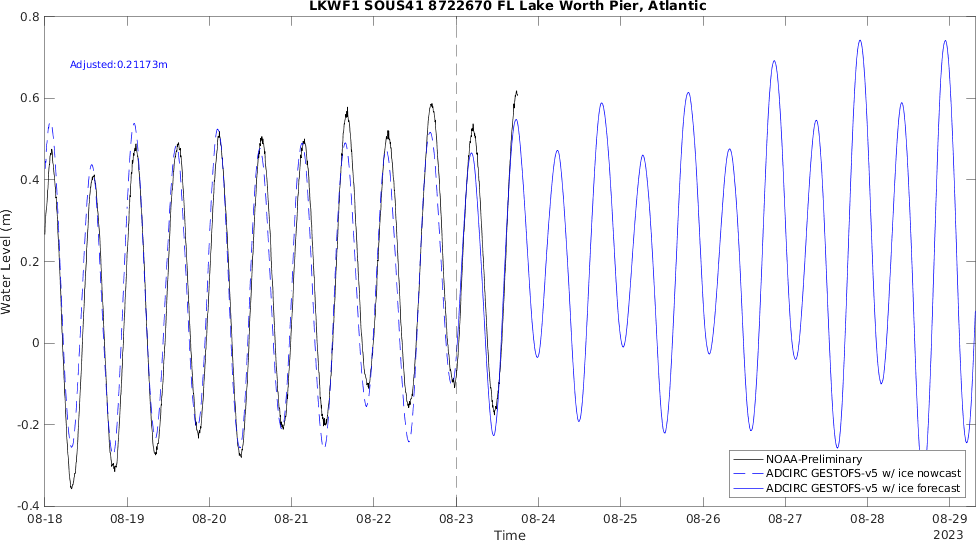 LKWF1 SOUS41 8722670 FL Lake Worth Pier, Atlantic
Adjusted:0.21173m
Water Level (m)
0.8
0.6
0.4
0.2
0
-0.2
-0.4
NOAA-Preliminary
ADCIRC GESTOFS-v5 w/ ice nowcast
ADCIRC GESTOFS-v5 w/ ice forecast
08-18 08-19 08-20 08-21 08-22 08-23 08-24 08-25 08-26 08-27 08-28 08-29
2023
Time